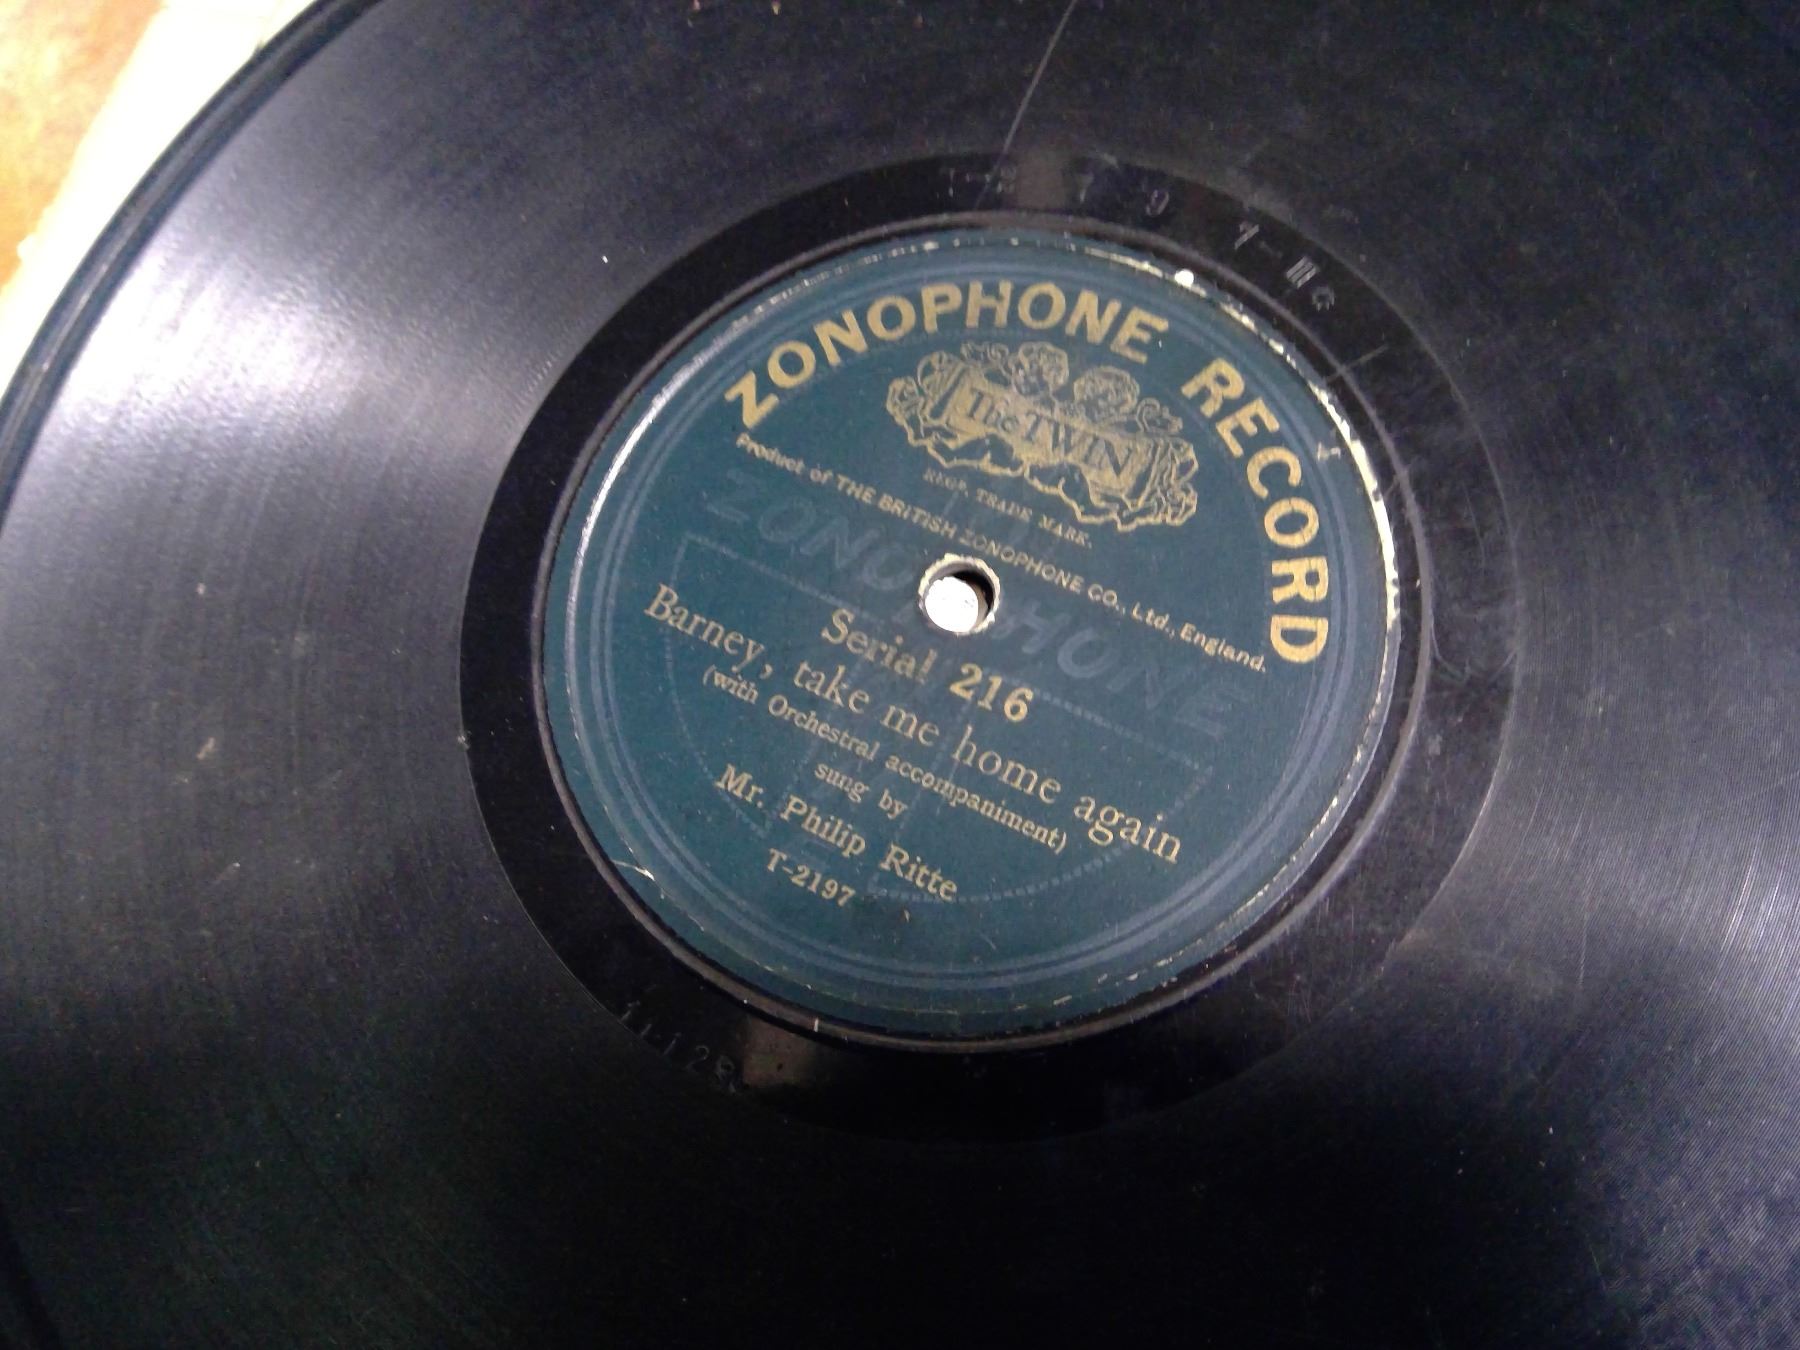 ZONOPHONE RECORD
The TWIN
REGD. TRADE MARK.
Product of THE BRITISH ZONOPHONE CO., Ltd., England.
ZONOPHONE
Serial 216
Barney, take me home again
(with Orchestral accompaniment)
sung by
Mr. Philip Ritte
T-2197